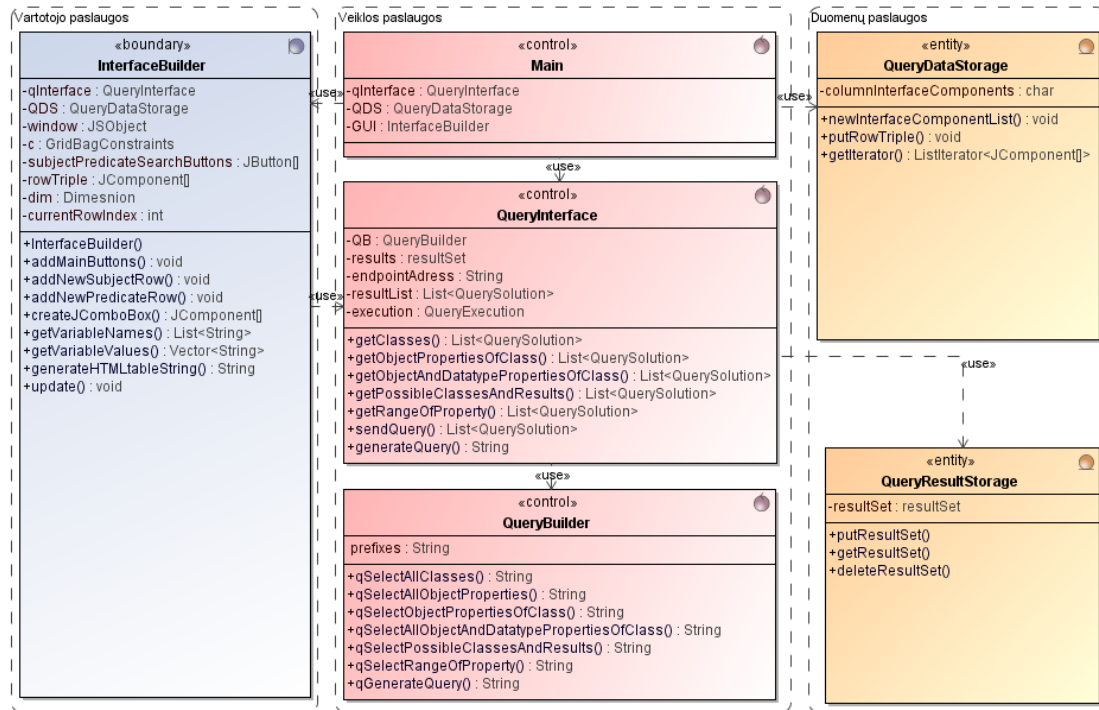 Vartotojo paslaugos
«boundary»
InterfaceBuilder
-qInterface : QueryInterface
-QDS : QueryDataStorage
-window : JSObject
-c : GridBagConstraints
-subjectPredicateSearchButtons : JButton[]
-rowTriple : JComponent[]
-dim : Dimesnion
-currentRowIndex : int
+InterfaceBuilder()
+addMainButtons() : void
+addNewSubjectRow() : void
+addNewPredicateRow() : void
+createJComboBox() : JComponent[]
+getVariableNames() : List<String>
+getVariableValues() : Vector<String>
+generateHTMLtableString() : String
+update() : void
«use»
«use»
Veiklos paslaugos
«control»
Main
-qInterface : QueryInterface
-QDS : QueryDataStorage
-GUI : InterfaceBuilder
«use»
«control»
QueryInterface
-QB : QueryBuilder
-results : resultSet
-endpointAdress : String
-resultList : List<QuerySolution>
-execution : QueryExecution
+getClasses() : List<QuerySolution>
+getObjectPropertiesOfClass() : List<QuerySolution>
+getObjectAndDatatypePropertiesOfClass() : List<QuerySolution>
+getPossibleClassesAndResults() : List<QuerySolution>
+getRangeOfProperty() : List<QuerySolution>
+sendQuery() : List<QuerySolution>
+generateQuery() : String
«use»
«control»
QueryBuilder
prefixes : String
+qSelectAllClasses() : String
+qSelectAllObjectProperties() : String
+qSelectObjectPropertiesOfClass() : String
+qSelectAllObjectAndDatatypePropertiesOfClass() : String
+qSelectPossibleClassesAndResults() : String
+qSelectRangeOfProperty() : String
+qGenerateQuery() : String
«use»
Duomenų paslaugos
«entity»
QueryDataStorage
-columnInterfaceComponents : char
+newInterfaceComponentList() : void
+putRowTriple() : void
+getIterator() : ListIterator<JComponent[]>
«use»
«entity»
QueryResultStorage
-resultSet : resultSet
+putResultSet()
+getResultSet()
+deleteResultSet()